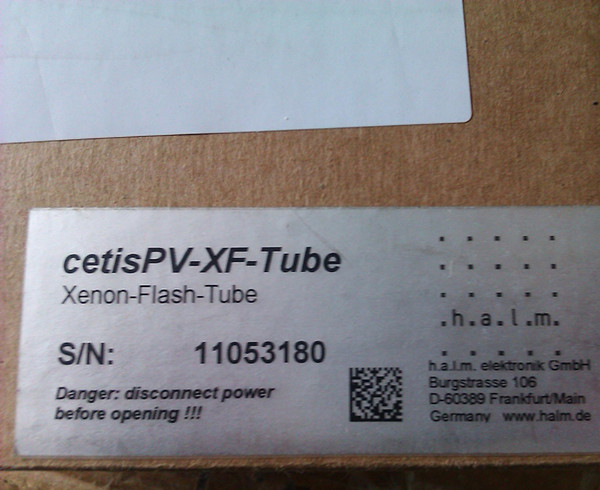 cetisPV-XF-Tube
Xenon-Flash-Tube
S/N: 11053180
Danger: disconnect power
before opening !!!
.h.a.l.m.
h.a.l.m. elektronik GmbH
Burgstrasse 106
D-60389 Frankfurt/Main
Germany www.halm.de